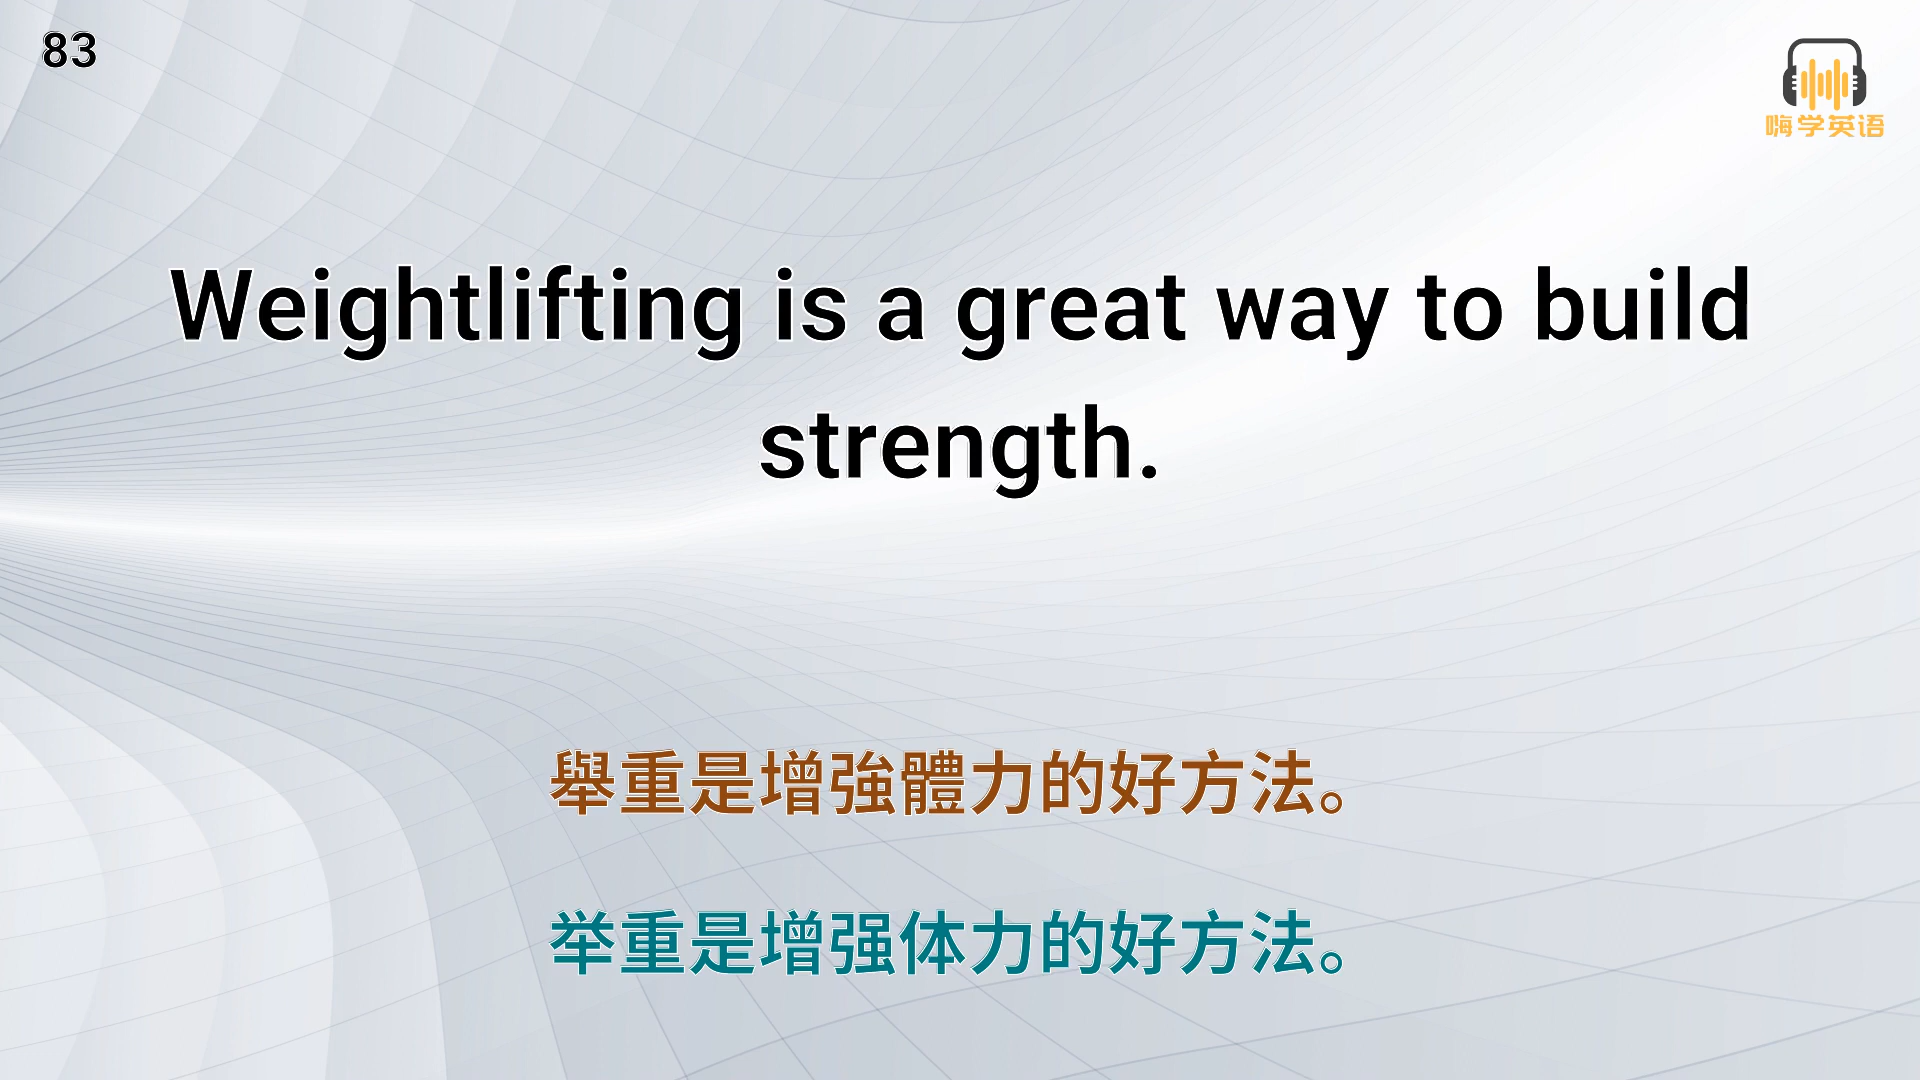 83
嗨学英语
Weightlifting is a great way to build
strength.
舉重是增強體力的好方法。
举重是增强体力的好方法。